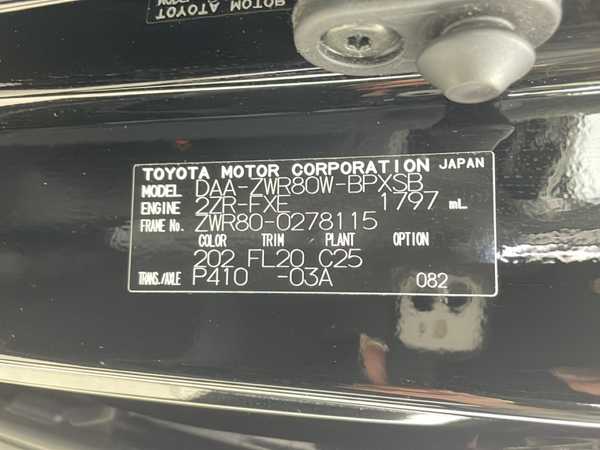 TOYOTA MOTOR CORPORATION JAPAN
MODEL DAA-ZWR80W-BPXSB
ENGINE 2ZR-FXE 1797 mL
FRAME No. ZWR80-0278115
COLOR TRIM PLANT OPTION
202 FL20 C25
TRANS./AXLE P410 -03A 082